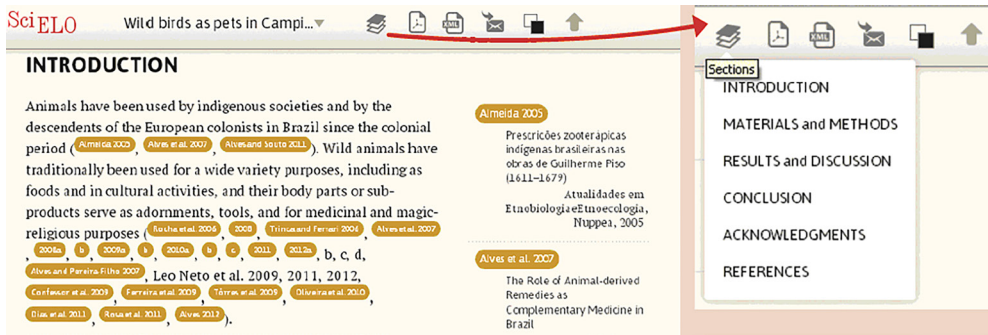 SciELO
Wild birds as pets in Campi...
INTRODUCTION
Animals have been used by indigenous societies and by the
descendents of the European colonists in Brazil since the colonial
period ( Almeida 2005 , Alves et al. 2007 , Alves and Souto 2011 ). Wild animals have
traditionally been used for a wide variety purposes, including as
foods and in cultural activities, and their body parts or sub-
products serve as adornments, tools, and for medicinal and magic-
religious purposes ( Rocha et al. 2006 , 2008 , Trinca and Ferrari 2006 , Alves et al. 2007
, 2008a , b , 2009a , b , 2010a , b , c , 2011 , 2012a , b, c, d,
Alves and Pereira Filho 2007 , Leo Neto et al. 2009, 2011, 2012,
Confessor et al. 2009 , Ferreira et al. 2009 , Tôrres et al. 2009 , Oliveira et al. 2010 ,
Dias et al. 2011 , Rosa et al. 2011 , Alves 2012 ).
Almeida 2005
Prescrições zooterápicas
indígenas brasileiras nas
obras de Guilherme Piso
(1611–1679)
Atualidades em
EtnobiologiaeEtnoecologia,
Nuppea, 2005
Alves et al. 2007
The Role of Animal-derived
Remedies as
Complementary Medicine in
Brazil
XML
XML
Sections
INTRODUCTION
MATERIALS and METHODS
RESULTS and DISCUSSION
CONCLUSION
ACKNOWLEDGMENTS
REFERENCES